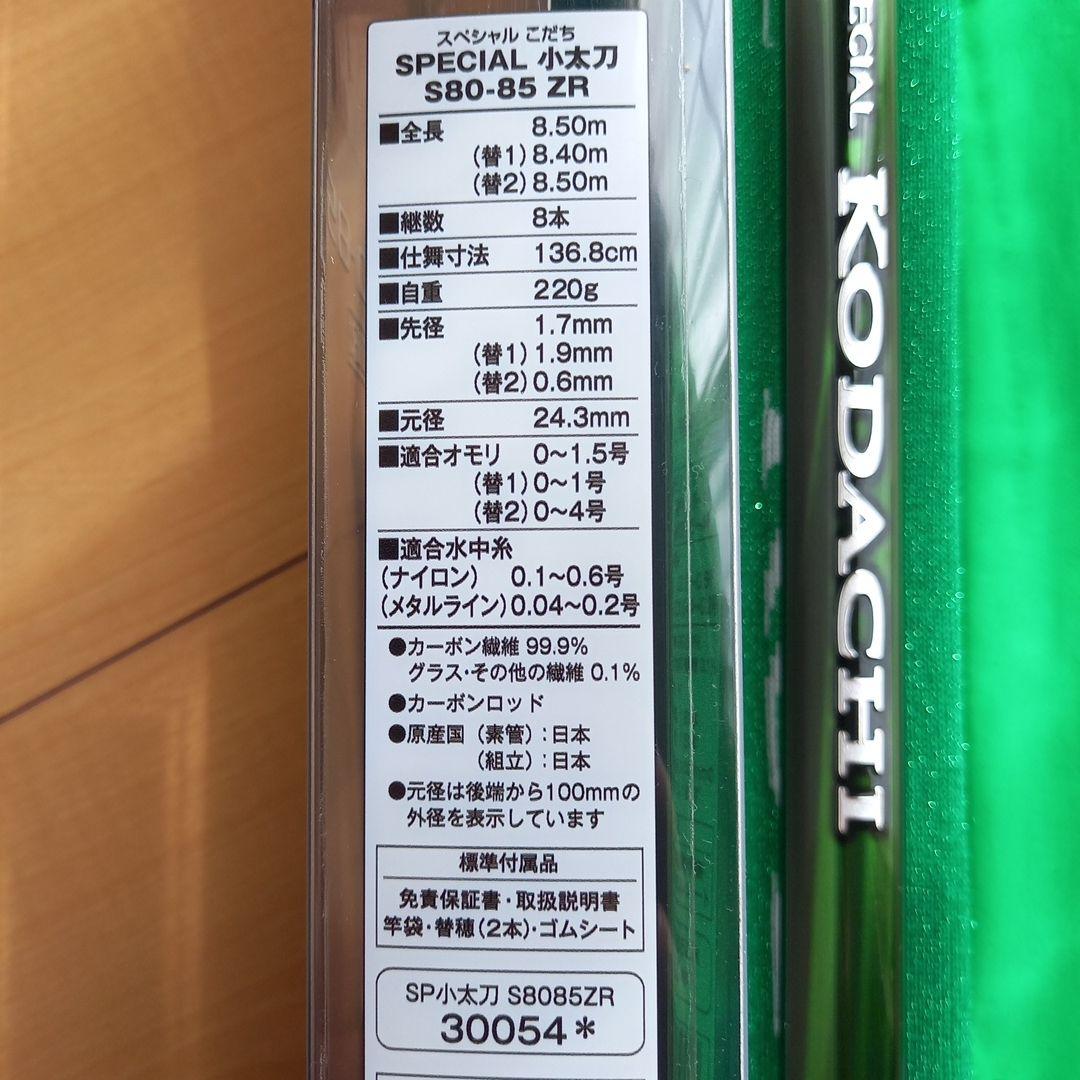 スペシャル こだち
SPECIAL 小太刀
S80-85 ZR
■全長 8.50m
(替1) 8.40m
(替2) 8.50m
■継数 8本
■仕舞寸法 136.8cm
■自重 220g
■先径 1.7mm
(替1) 1.9mm
(替2) 0.6mm
■元径 24.3mm
■適合オモリ 0~1.5号
(替1) 0~1号
(替2) 0~4号
■適合水中糸
(ナイロン) 0.1~0.6号
(メタルライン) 0.04~0.2号
●カーボン繊維 99.9%
グラス・その他の繊維 0.1%
●カーボンロッド
●原産国 (素管):日本
(組立):日本
●元径は後端から100mmの
外径を表示しています
標準付属品
免責保証書・取扱説明書
竿袋・替穂(2本)・ゴムシート
SP小太刀 S8085ZR
30054*
ECIAL KODACHI